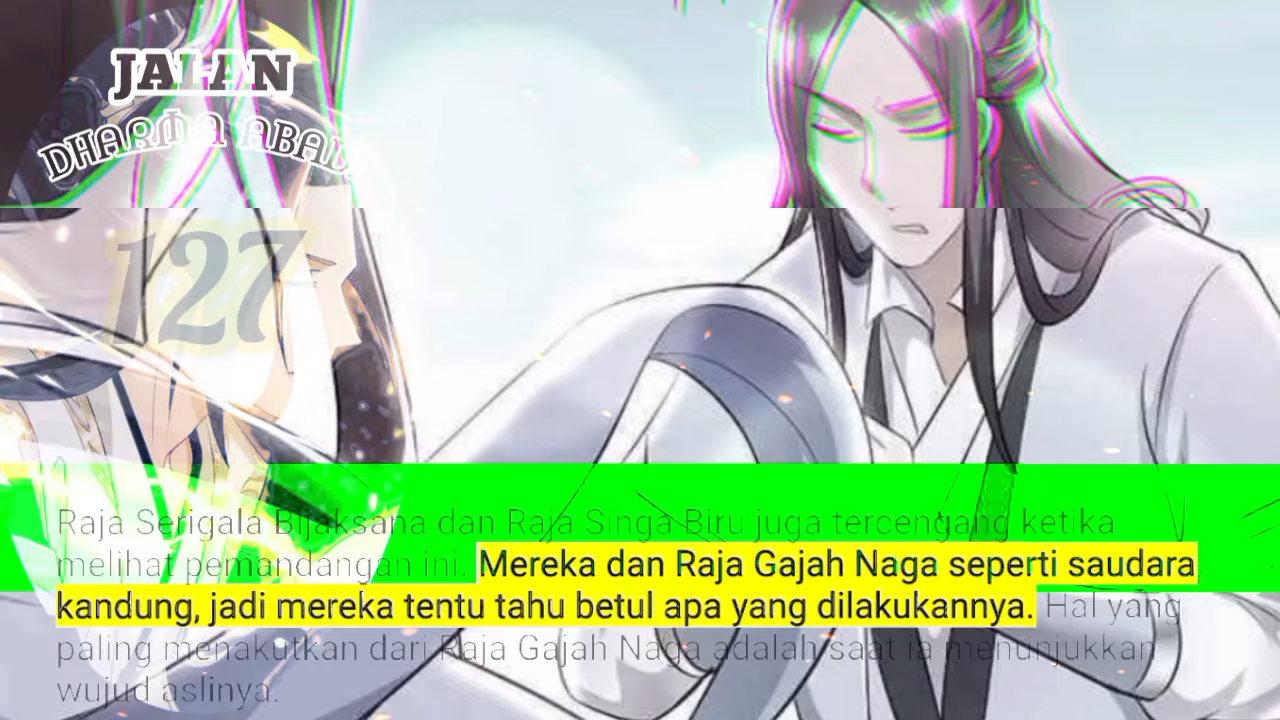 JALAN
DHARMA ABADI
127
Raja Serigala Bijaksana dan Raja Singa Biru juga tercengang ketika
melihat pemandangan ini. Mereka dan Raja Gajah Naga seperti saudara
kandung, jadi mereka tentu tahu betul apa yang dilakukannya. Hal yang
paling menakutkan dari Raja Gajah Naga adalah saat ia menunjukkan
wujud aslinya.